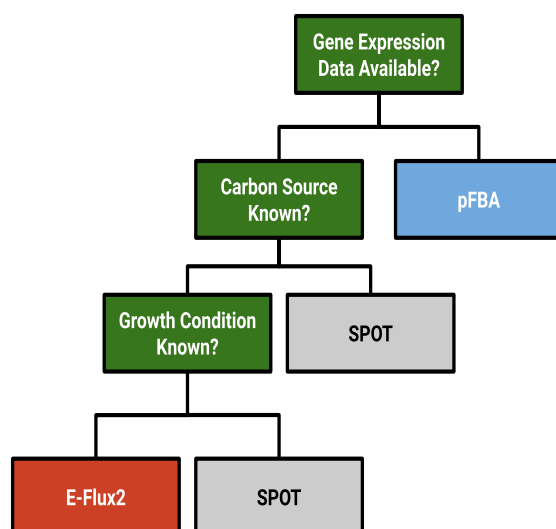 Gene Expression
Data Available?
Carbon Source
Known?
pFBA
Growth Condition
Known?
SPOT
E-Flux2
SPOT